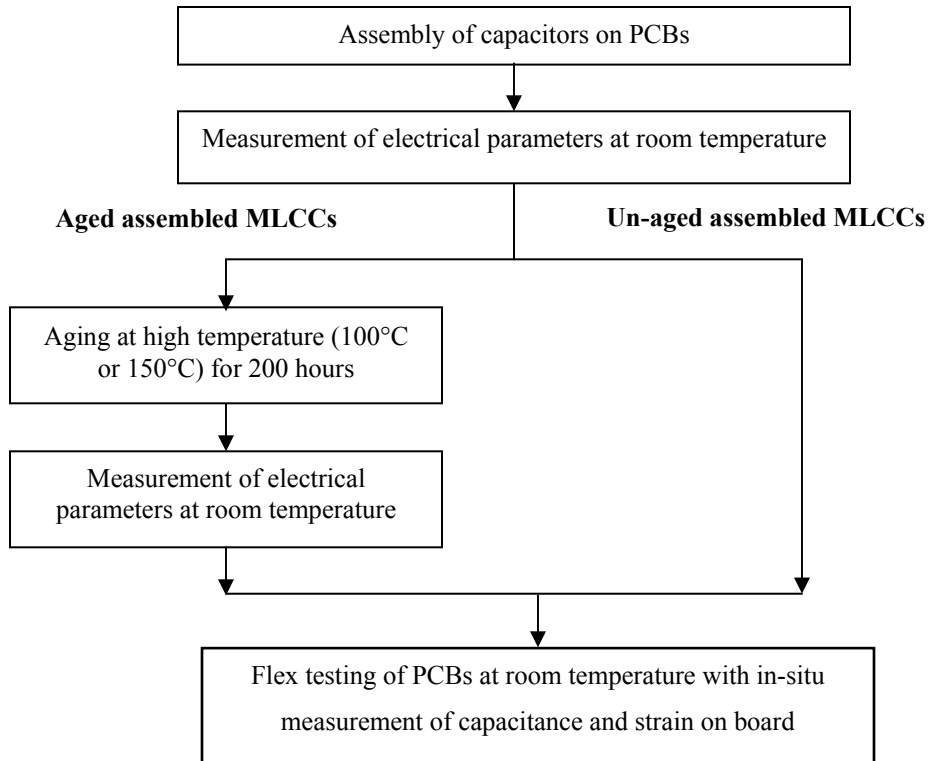 Assembly of capacitors on PCBs
Measurement of electrical parameters at room temperature
Aged assembled MLCCs
Un-aged assembled MLCCs
Aging at high temperature (100°C
or 150°C) for 200 hours
Measurement of electrical
parameters at room temperature
Flex testing of PCBs at room temperature with in-situ
measurement of capacitance and strain on board